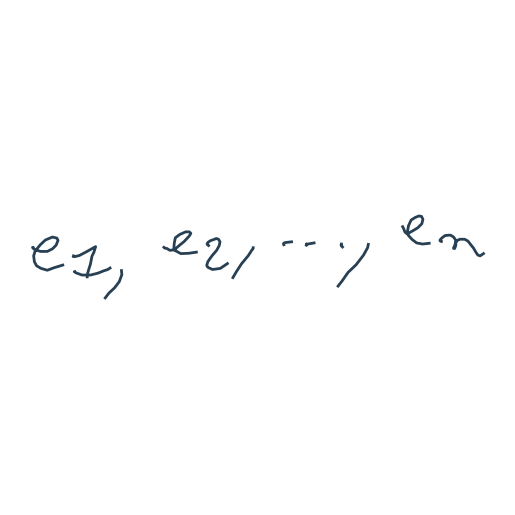 e1, e2, ..., en